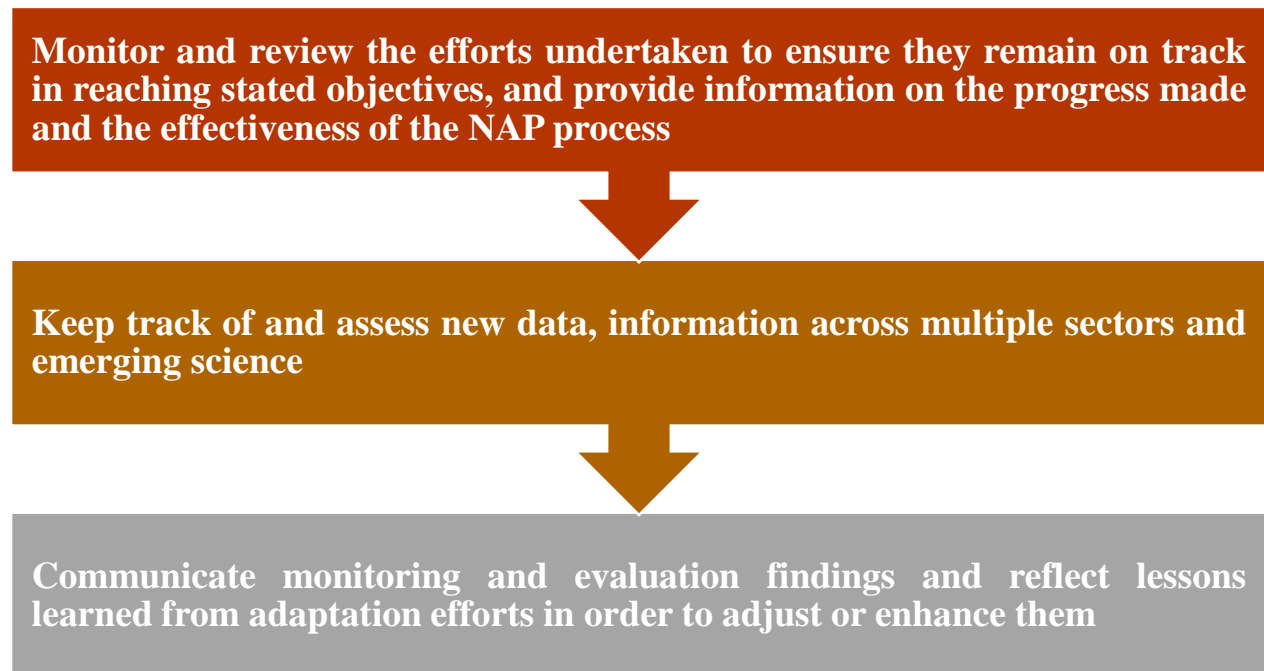 Monitor and review the efforts undertaken to ensure they remain on track
in reaching stated objectives, and provide information on the progress made
and the effectiveness of the NAP process
Keep track of and assess new data, information across multiple sectors and
emerging science
Communicate monitoring and evaluation findings and reflect lessons
learned from adaptation efforts in order to adjust or enhance them